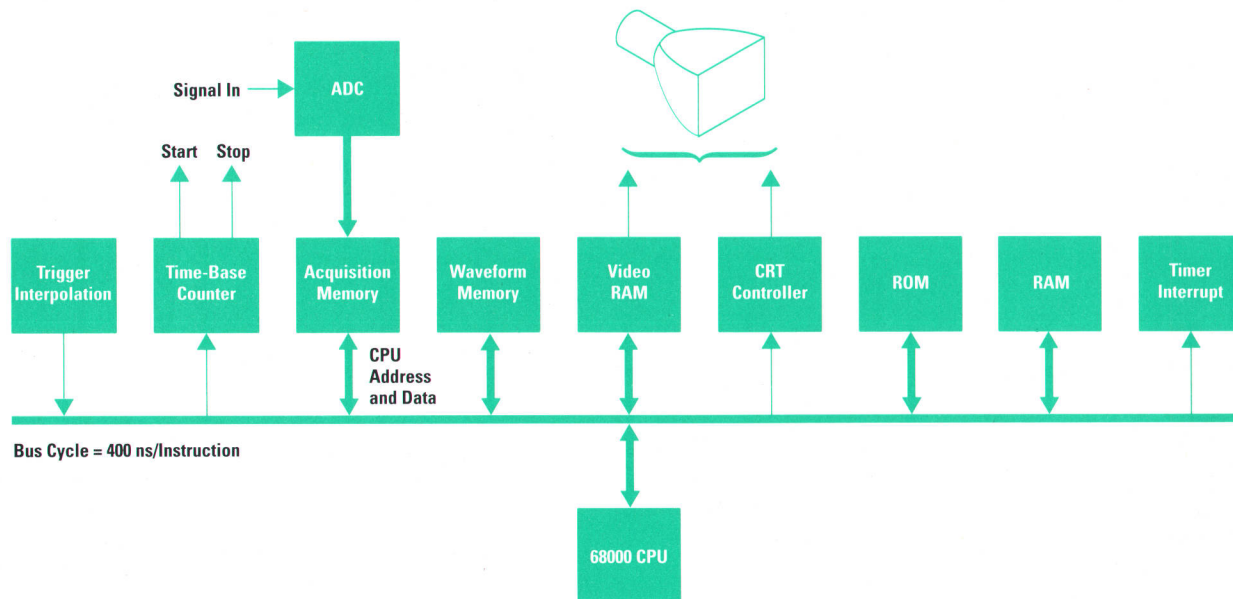 Signal In
ADC
Start Stop
Trigger
Interpolation
Time-Base
Counter
Acquisition
Memory
Waveform
Memory
Video
RAM
CRT
Controller
ROM
RAM
Timer
Interrupt
CPU
Address
and Data
Bus Cycle = 400 ns/Instruction
68000 CPU